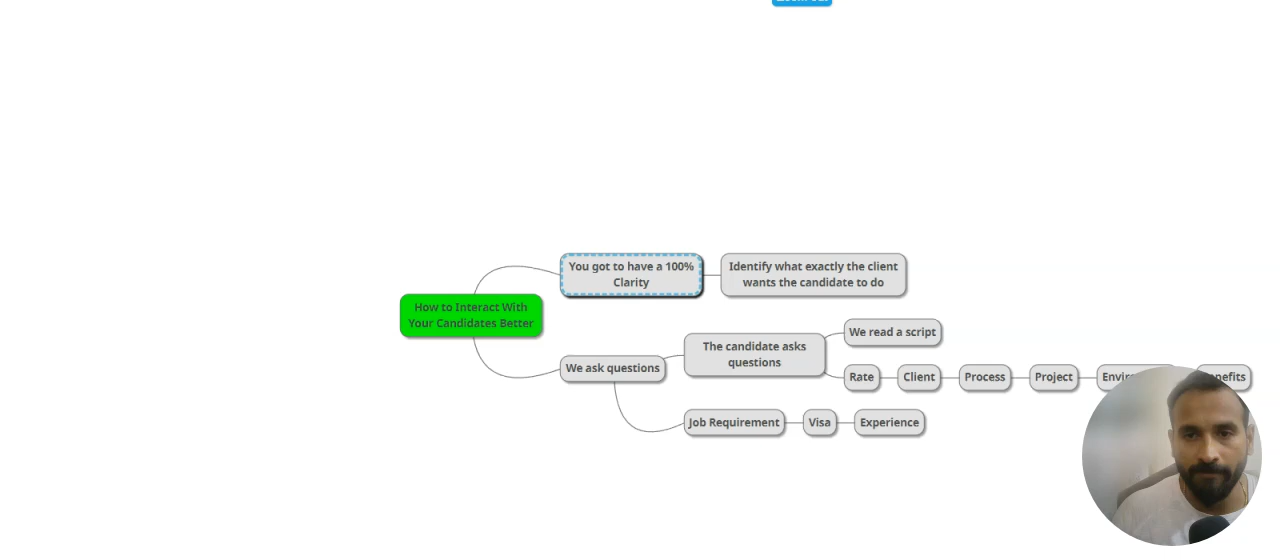 How to Interact With
Your Candidates Better
You got to have a 100%
Clarity
Identify what exactly the client
wants the candidate to do
We ask questions
The candidate asks
questions
We read a script
Rate
Client
Process
Project
Job Requirement
Visa
Experience